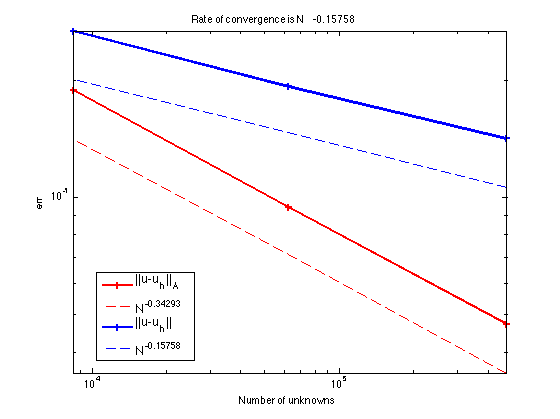 Rate of convergence is N  -0.15758
err
10^-1
||u-u_h||_A
N^-0.34293
||u-u_h||
N^-0.15758
10^4
10^5
Number of unknowns